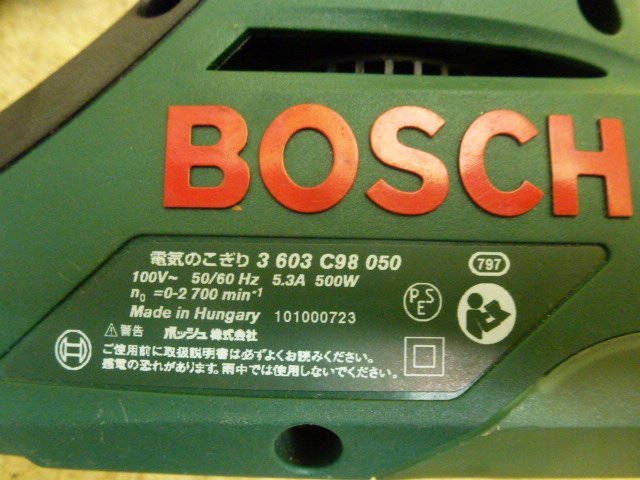 BOSCH
電気のこぎり 3 603 C98 050
797
100V~ 50/60 Hz 5.3A 500W
n₀ =0-2 700 min⁻¹
Made in Hungary 101000723
PSE
⚠警告 ボッシュ株式会社
ご使用前に取扱説明書は必ずよくお読みください。
感電の恐れがあります。雨中では使用しないでください。